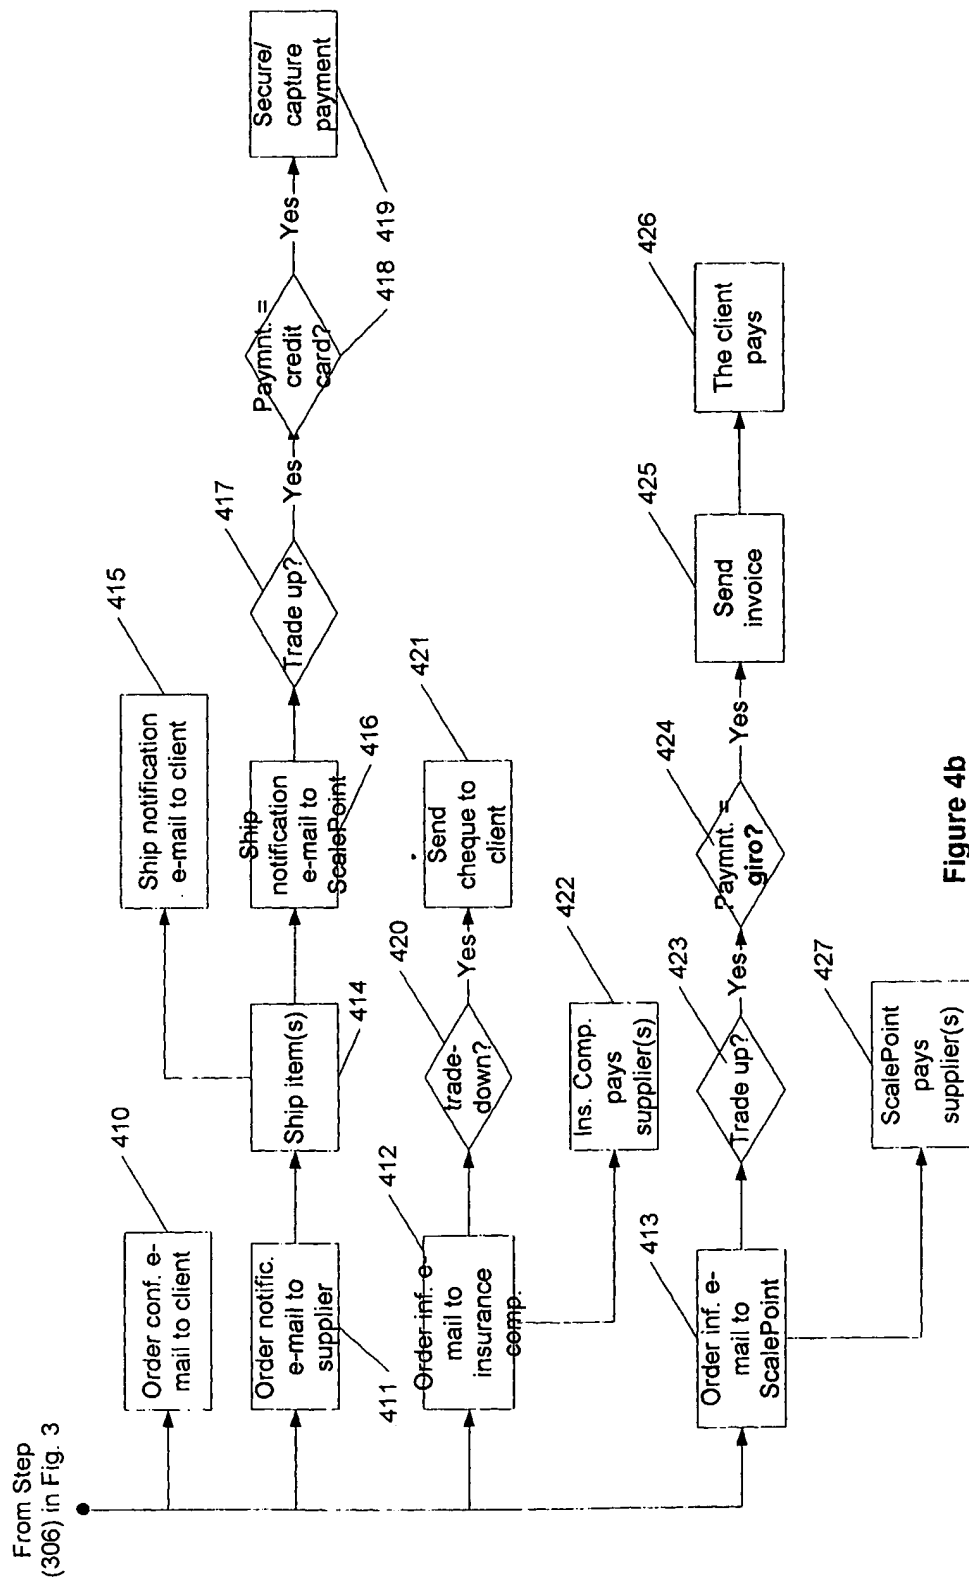 From Step
(306) in Fig. 3
410
Order conf. e-
mail to client
Order notific.
e-mail to
supplier
411
Ship item(s)
414
415
Ship notification
e-mail to client
Ship
notification
e-mail to
ScalePoint
416
417
Trade up?
Yes
Paymnt. =
credit
card?
418
Yes
Secure/
capture
payment
419
412
Order inf. e-
mail to
insurance
comp.
420
trade-
down?
Yes
421
Send
cheque to
client
422
Ins. Comp.
pays
supplier(s)
413
Order inf. e-
mail to
ScalePoint
423
Trade up?
Yes
424
Paymnt. =
giro?
Yes
425
Send
invoice
426
The client
pays
427
ScalePoint
pays
supplier(s)
Figure 4b